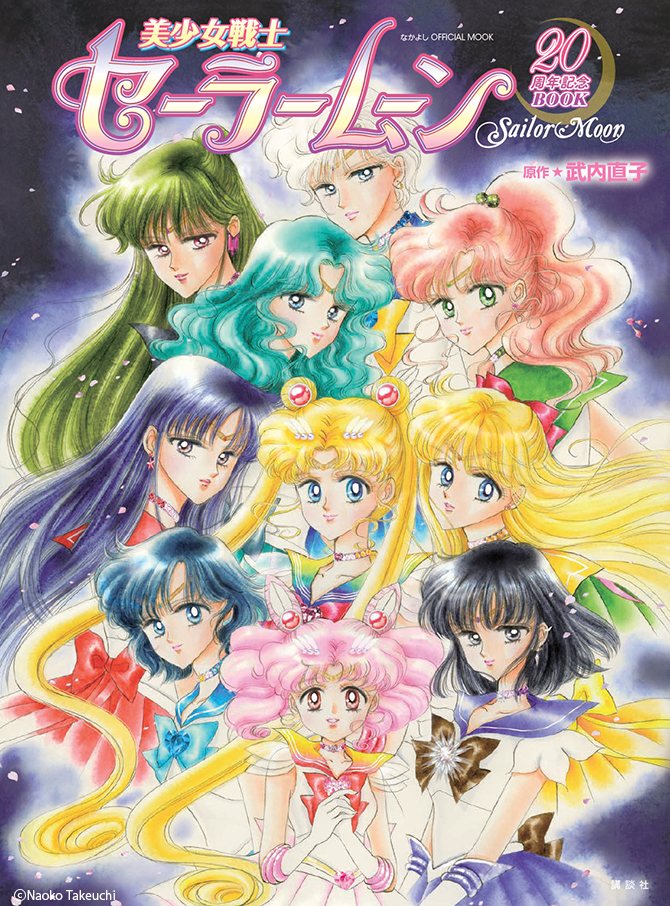 美少女戦士
セーラームーン
なかよし OFFICIAL MOOK
20
周年記念
BOOK
Sailor Moon
原作★武内直子
講談社
©Naoko Takeuchi